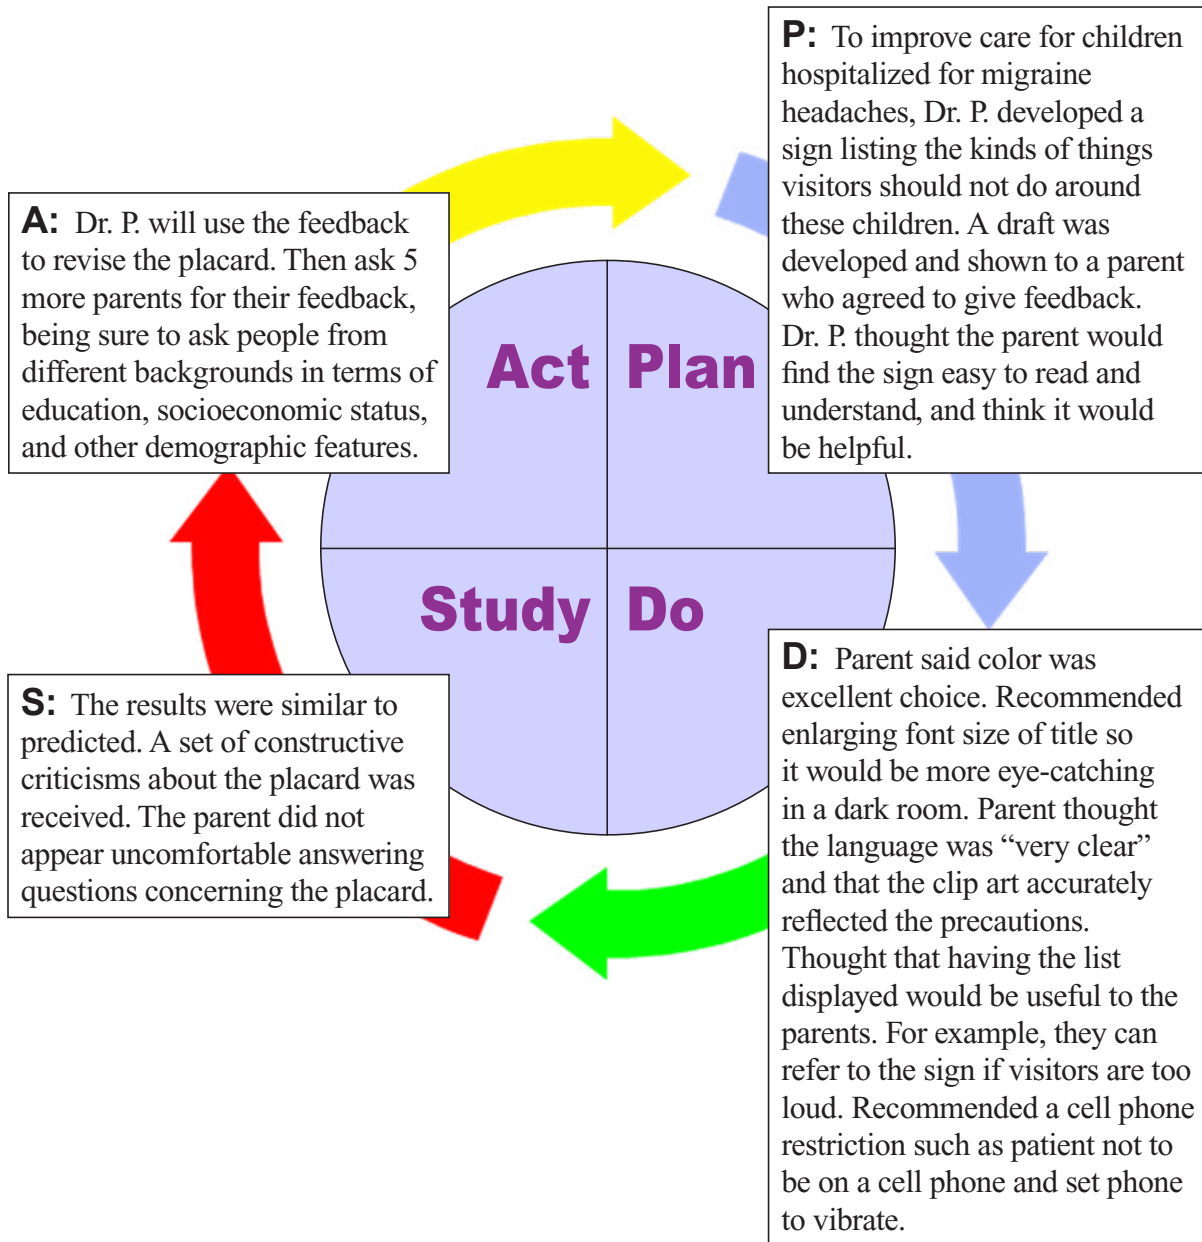 P: To improve care for children
hospitalized for migraine
headaches, Dr. P. developed a
sign listing the kinds of things
visitors should not do around
these children. A draft was
developed and shown to a parent
who agreed to give feedback.
Dr. P. thought the parent would
find the sign easy to read and
understand, and think it would
be helpful.
A: Dr. P. will use the feedback
to revise the placard. Then ask 5
more parents for their feedback,
being sure to ask people from
different backgrounds in terms of
education, socioeconomic status,
and other demographic features.
Act Plan
Study Do
D: Parent said color was
excellent choice. Recommended
enlarging font size of title so
it would be more eye-catching
in a dark room. Parent thought
the language was “very clear”
and that the clip art accurately
reflected the precautions.
Thought that having the list
displayed would be useful to the
parents. For example, they can
refer to the sign if visitors are too
loud. Recommended a cell phone
restriction such as patient not to
be on a cell phone and set phone
to vibrate.
S: The results were similar to
predicted. A set of constructive
criticisms about the placard was
received. The parent did not
appear uncomfortable answering
questions concerning the placard.